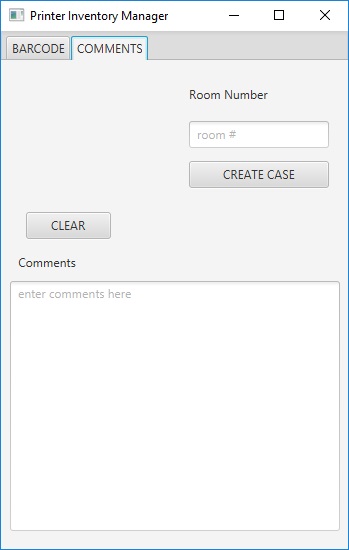 Printer Inventory Manager
BARCODE
COMMENTS
Room Number
room #
CREATE CASE
CLEAR
Comments
enter comments here